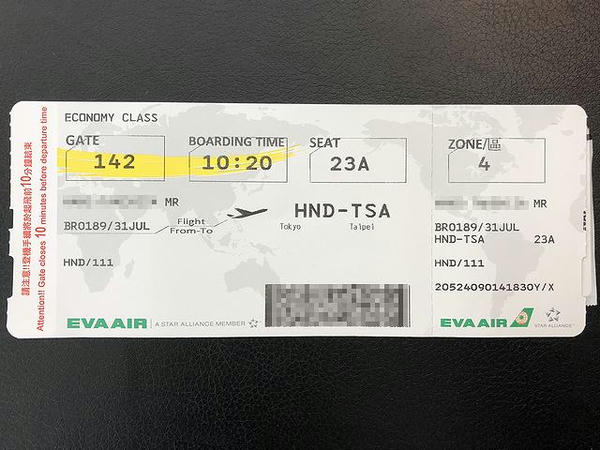 請注意!!登機手續將於起飛前10分鐘結束
Attention!! Gate closes 10 minutes before departure time
ECONOMY CLASS
GATE BOARDING TIME SEAT
142 10:20 23A
MR
BR0189/31JUL
Flight
From-To
HND-TSA
Tokyo Taipei
HND/111
EVA AIR A STAR ALLIANCE MEMBER
ZONE/區
4
MR
BR0189/31JUL
HND-TSA 23A
HND/111
20524090141830Y/X
EVA AIR STAR ALLIANCE